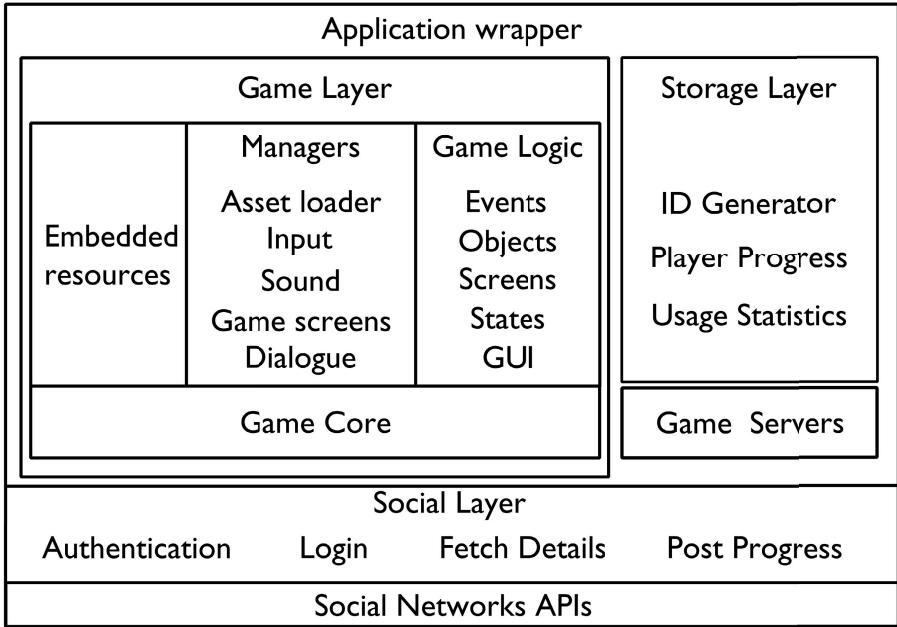 Application wrapper
Game Layer
Embedded
resources
Managers
Asset loader
Input
Sound
Game screens
Dialogue
Game Logic
Events
Objects
Screens
States
GUI
Game Core
Storage Layer
ID Generator
Player Progress
Usage Statistics
Game Servers
Social Layer
Authentication Login Fetch Details Post Progress
Social Networks APIs